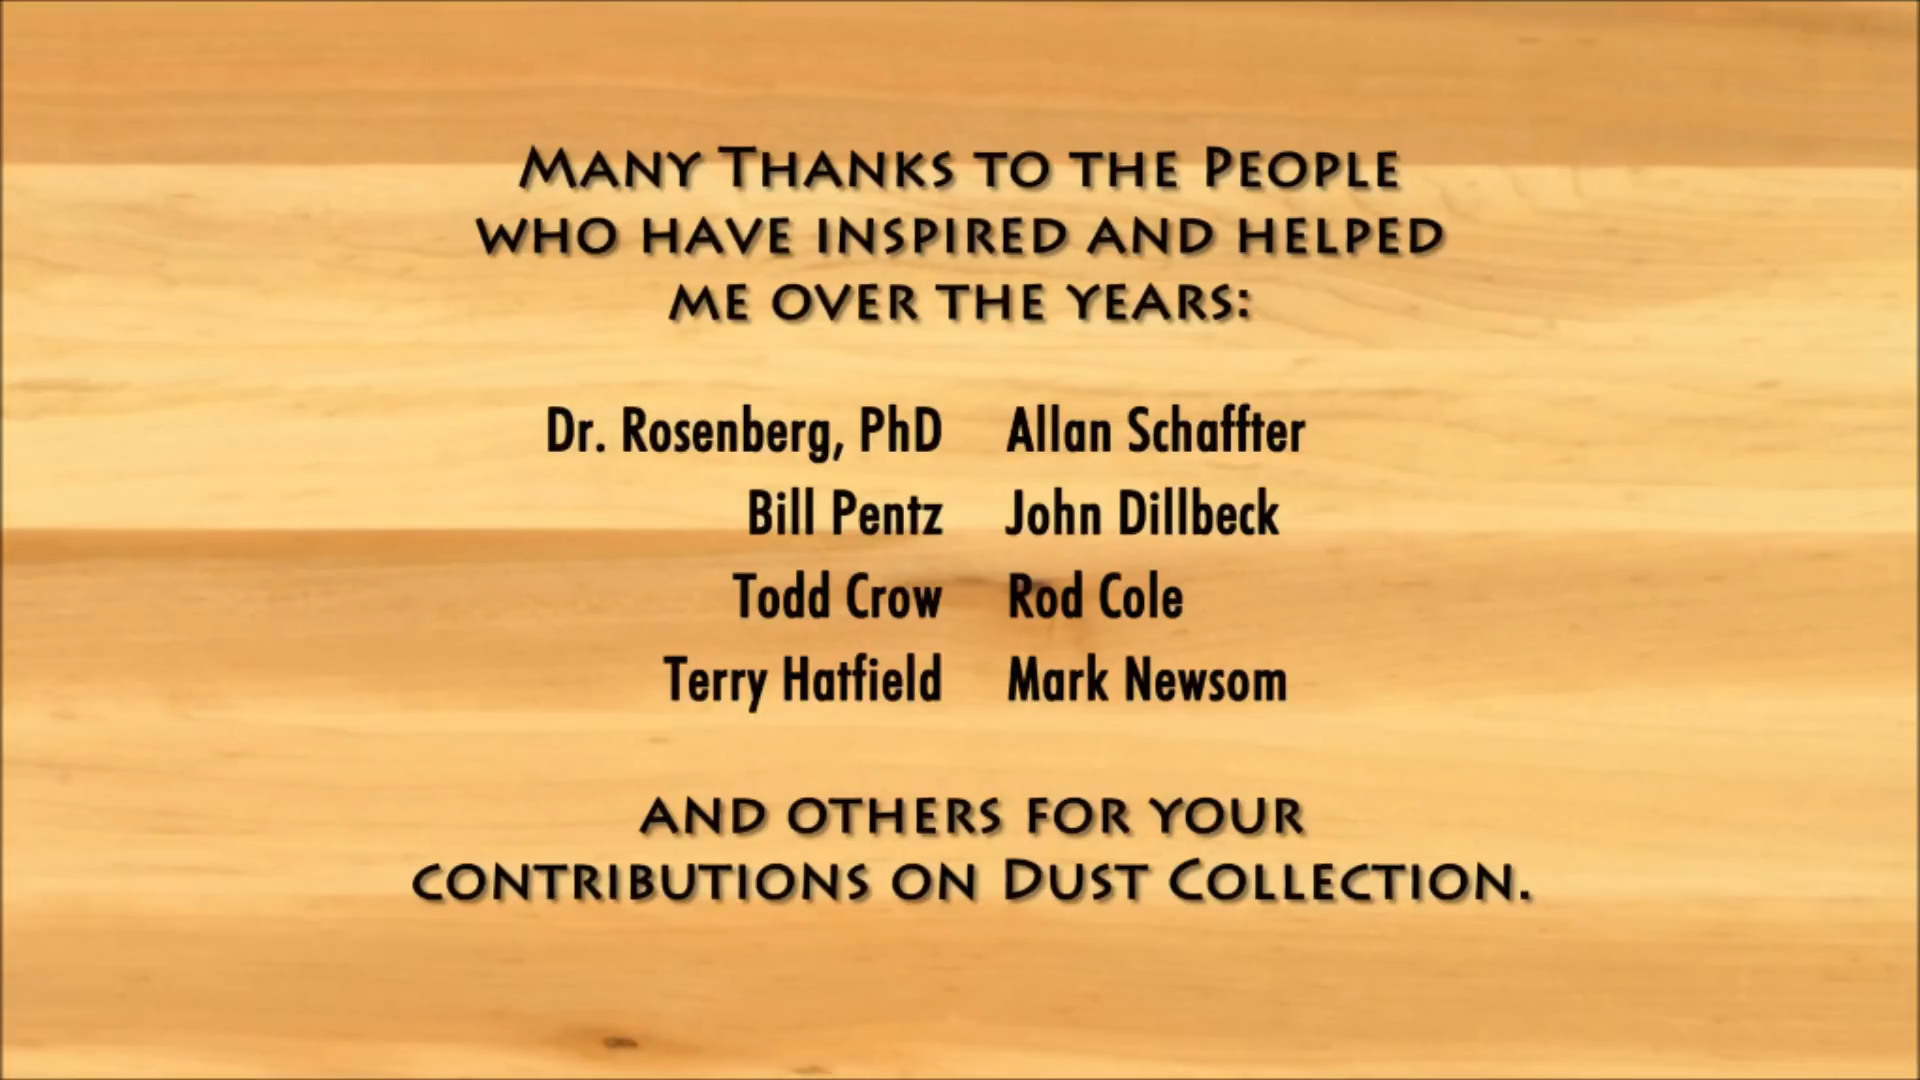 Many Thanks to the People
who have inspired and helped
me over the years:
Dr. Rosenberg, PhD Allan Schaffter
Bill Pentz John Dillbeck
Todd Crow Rod Cole
Terry Hatfield Mark Newsom
and others for your
contributions on Dust Collection.